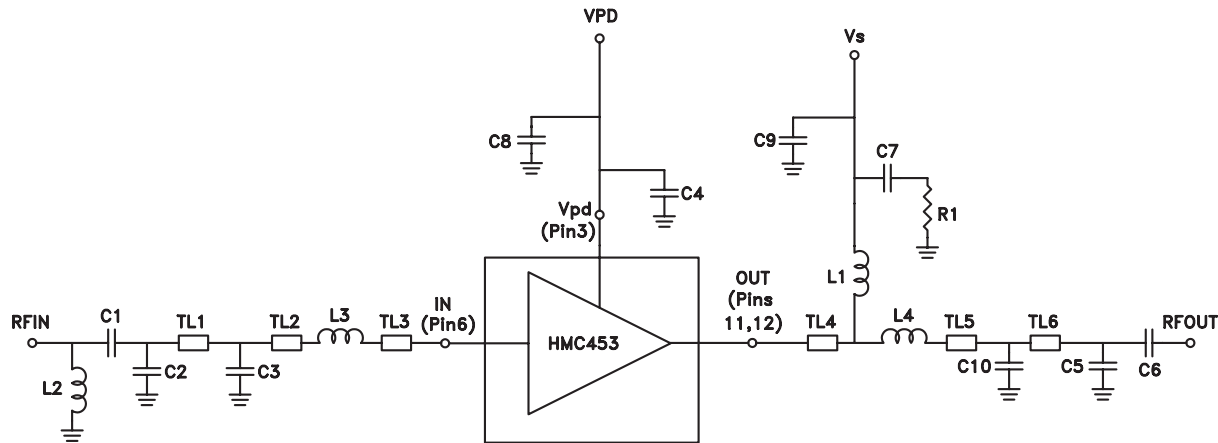 VPD
Vs
C8
C9
C7
C4
R1
Vpd
(Pin3)
L1
OUT
(Pins
11,12)
IN
(Pin6)
RFIN
C1
TL1
TL2
L3
TL3
HMC453
TL4
L4
TL5
TL6
RFOUT
L2
C2
C3
C10
C5
C6